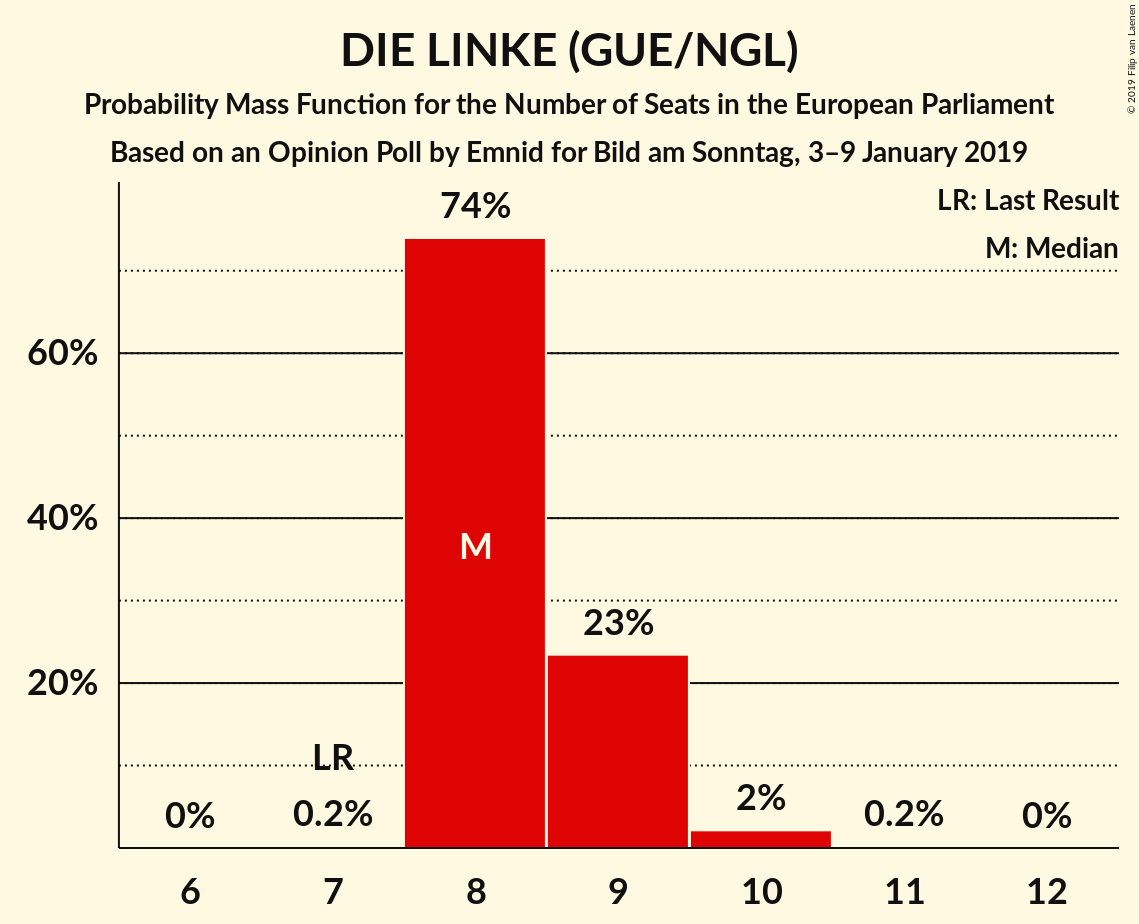 DIE LINKE (GUE/NGL)
Probability Mass Function for the Number of Seats in the European Parliament
Based on an Opinion Poll by Emnid for Bild am Sonntag, 3–9 January 2019
© 2019 Filip van Laenen
LR: Last Result
M: Median
74%
60%
40%
M
23%
20%
LR
0%
0.2%
2%
0.2%
0%
6 7 8 9 10 11 12